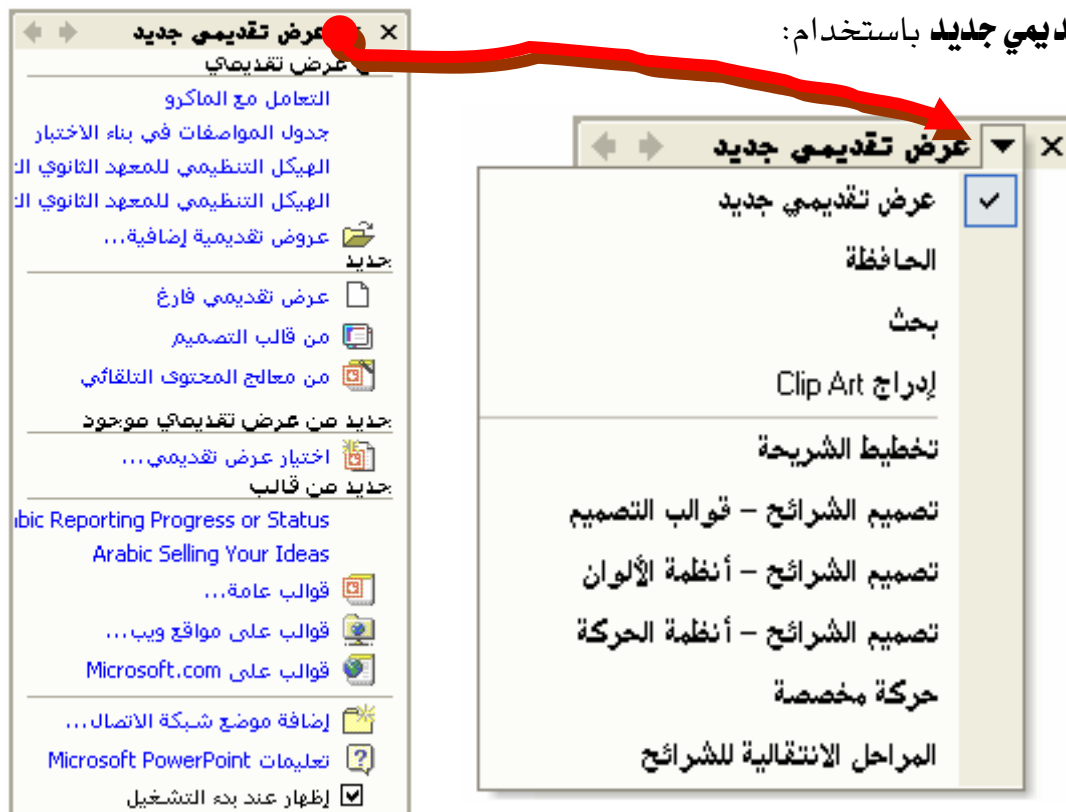 جديد باستخدام:
عرض تقديمي جديد
عرض تقديمي
التعامل مع الماكرو
جدول المواصفات في بناء الاختبار
الهيكل التنظيمي للمعهد الثانوي
الهيكل التنظيمي للمعهد الثانوي
عروض تقديمية إضافية...
جديد
عرض تقديمي فارغ
من قالب التصميم
من معالج المحتوى التلقائي
جديد من عرض تقديمي موجود
اختيار عرض تقديمي...
جديد من قالب
Reporting Progress or Status
Arabic Selling Your Ideas
قوالب عامة...
قوالب على مواقع ويب...
قوالب على Microsoft.com
إضافة موضع شبكة الاتصال...
تعليمات Microsoft PowerPoint
إظهار عند بدء التشغيل
عرض تقديمي جديد
عرض تقديمي جديد
الحافظة
بحث
إدراج Clip Art
تخطيط الشريحة
تصميم الشرائح – قوالب التصميم
تصميم الشرائح – أنظمة الألوان
تصميم الشرائح – أنظمة الحركة
حركة مخصصة
المراحل الانتقالية للشرائح